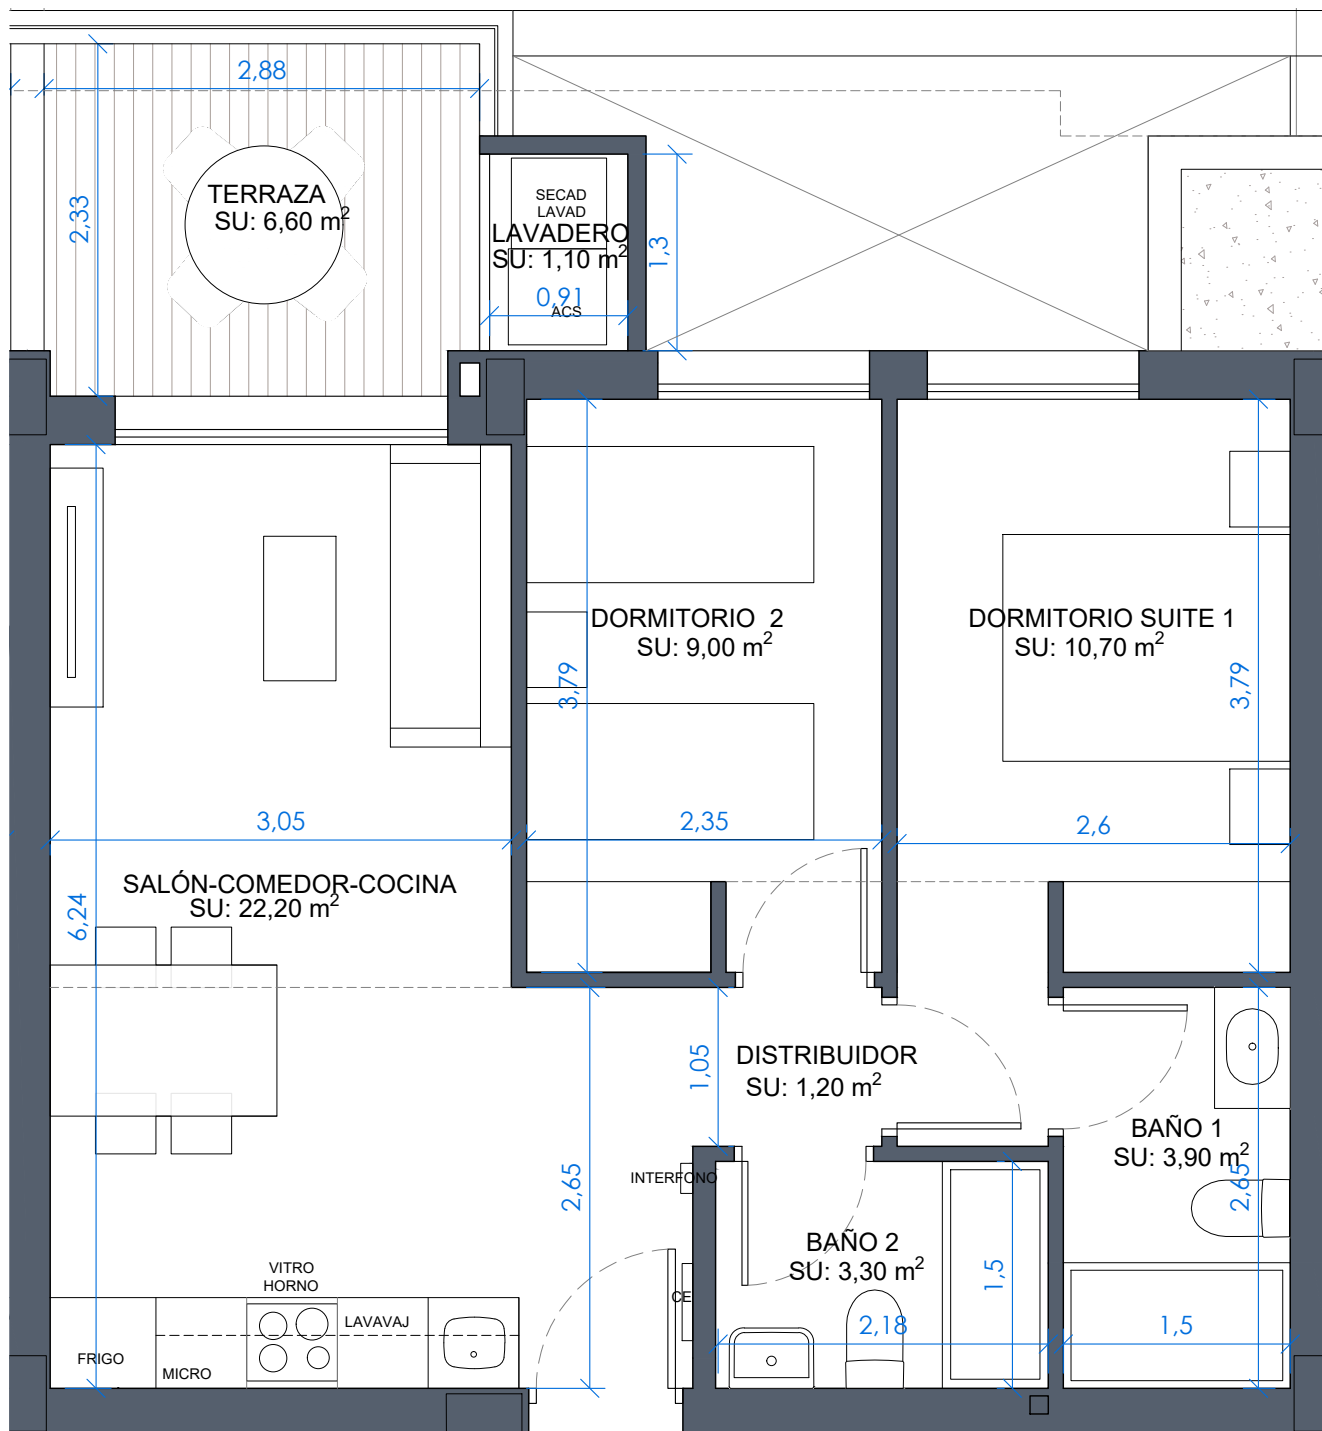 2,88
TERRAZA
SU: 6,60 m²
2,33
SECAD
LAVAD
LAVADERO
SU: 1,10 m²
1,3
0,91
ACS
DORMITORIO 2
SU: 9,00 m²
3,79
DORMITORIO SUITE 1
SU: 10,70 m²
3,79
3,05
2,35
2,6
SALÓN-COMEDOR-COCINA
SU: 22,20 m²
6,24
DISTRIBUIDOR
SU: 1,20 m²
1,05
BAÑO 1
SU: 3,90 m²
2,65
2,65
INTERFONO
BAÑO 2
SU: 3,30 m²
1,5
VITRO
HORNO
CE
LAVAVAJ
2,18
1,5
FRIGO
MICRO